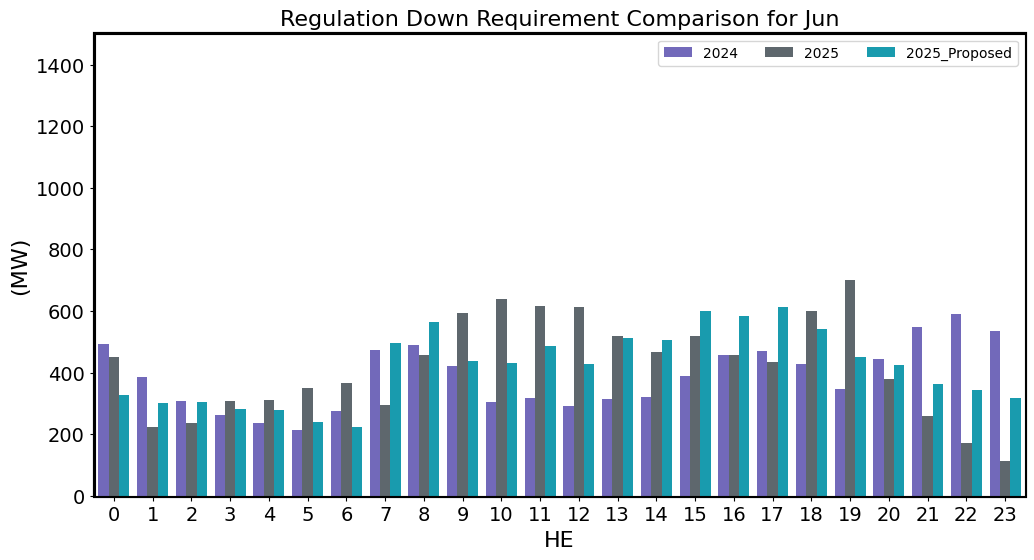 Regulation Down Requirement Comparison for Jun
2024 2025 2025_Proposed
1400
1200
1000
800
600
400
200
0
(MW)
0 1 2 3 4 5 6 7 8 9 10 11 12 13 14 15 16 17 18 19 20 21 22 23
HE